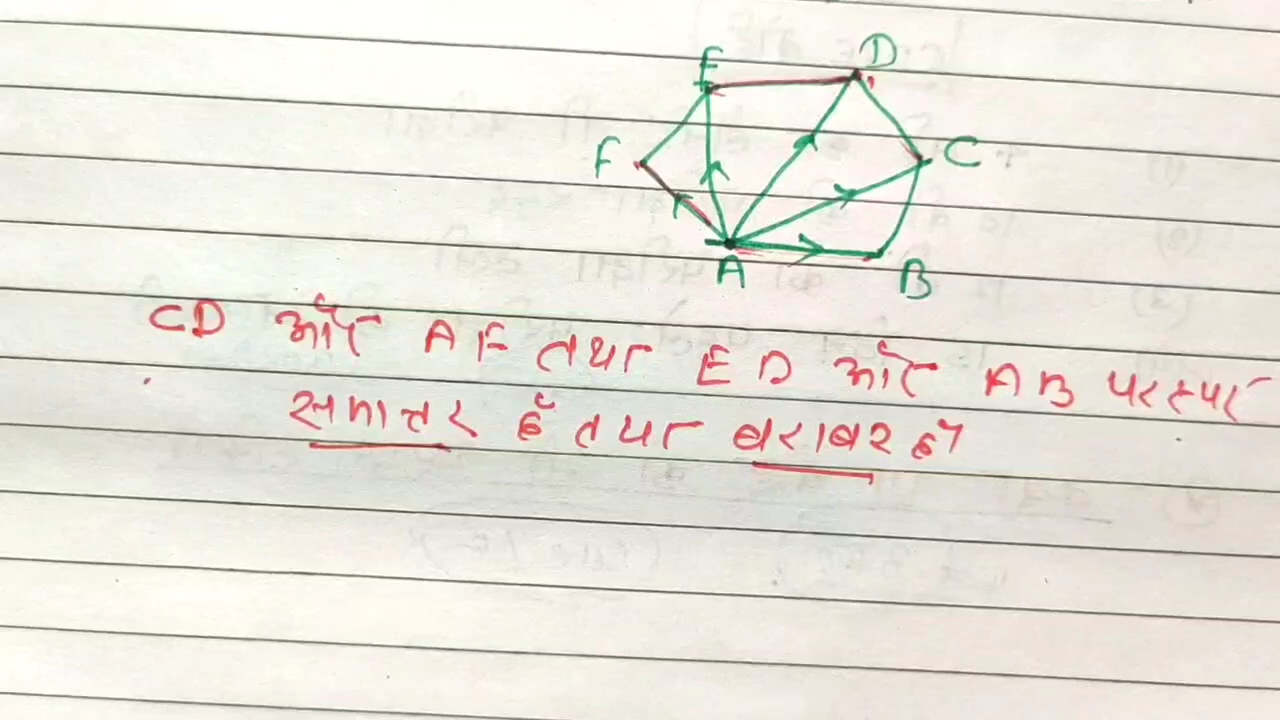 E D
F C
A B
CD और AF तथा ED और AB परस्पर
समान्तर हैं तथा बराबर है